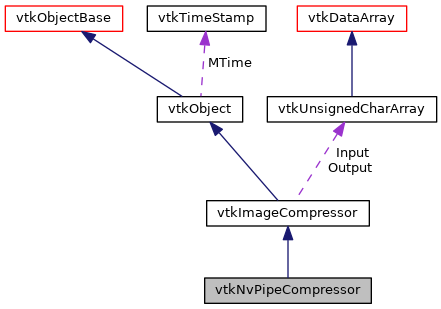 vtkObjectBase
vtkTimeStamp
vtkDataArray
MTime
vtkObject
vtkUnsignedCharArray
Input
Output
vtkImageCompressor
vtkNvPipeCompressor